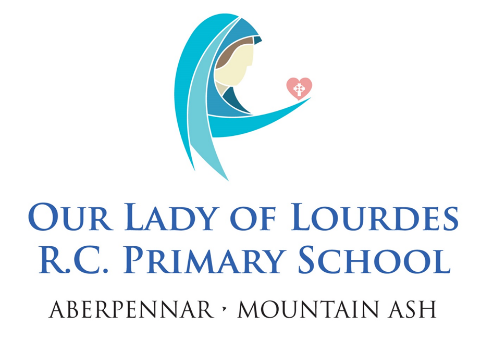 OUR LADY OF LOURDES
R.C. PRIMARY SCHOOL
ABERPENNAR · MOUNTAIN ASH